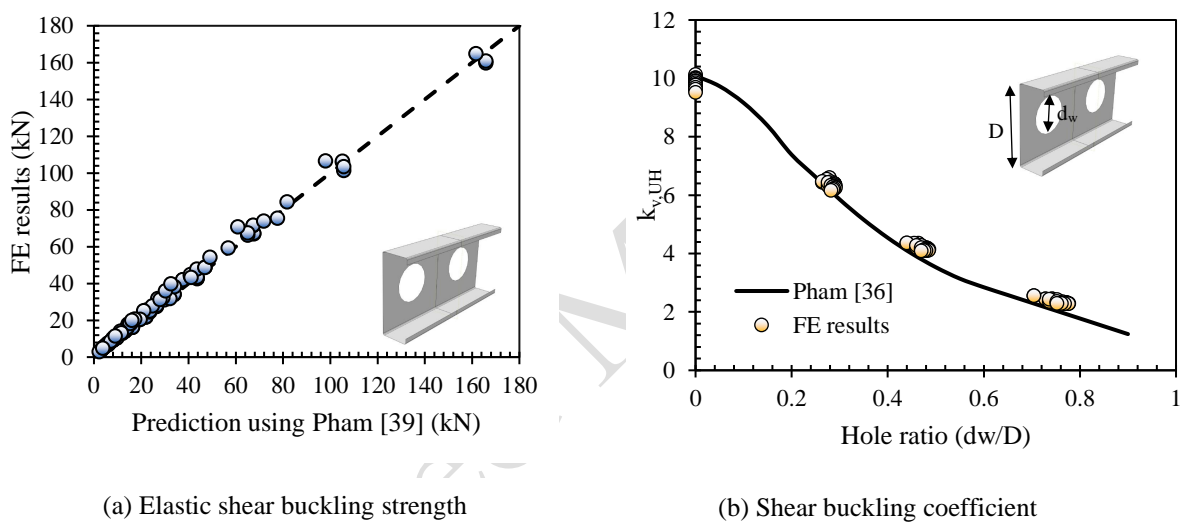 180
160
140
120
100
80
60
40
20
0
FE results (kN)
0 20 40 60 80 100 120 140 160 180
Prediction using Pham [39] (kN)
(a) Elastic shear buckling strength
12
10
8
6
4
2
0
k_v,UH
D
d_w
Pham [36]
FE results
0 0.2 0.4 0.6 0.8 1
Hole ratio (dw/D)
(b) Shear buckling coefficient